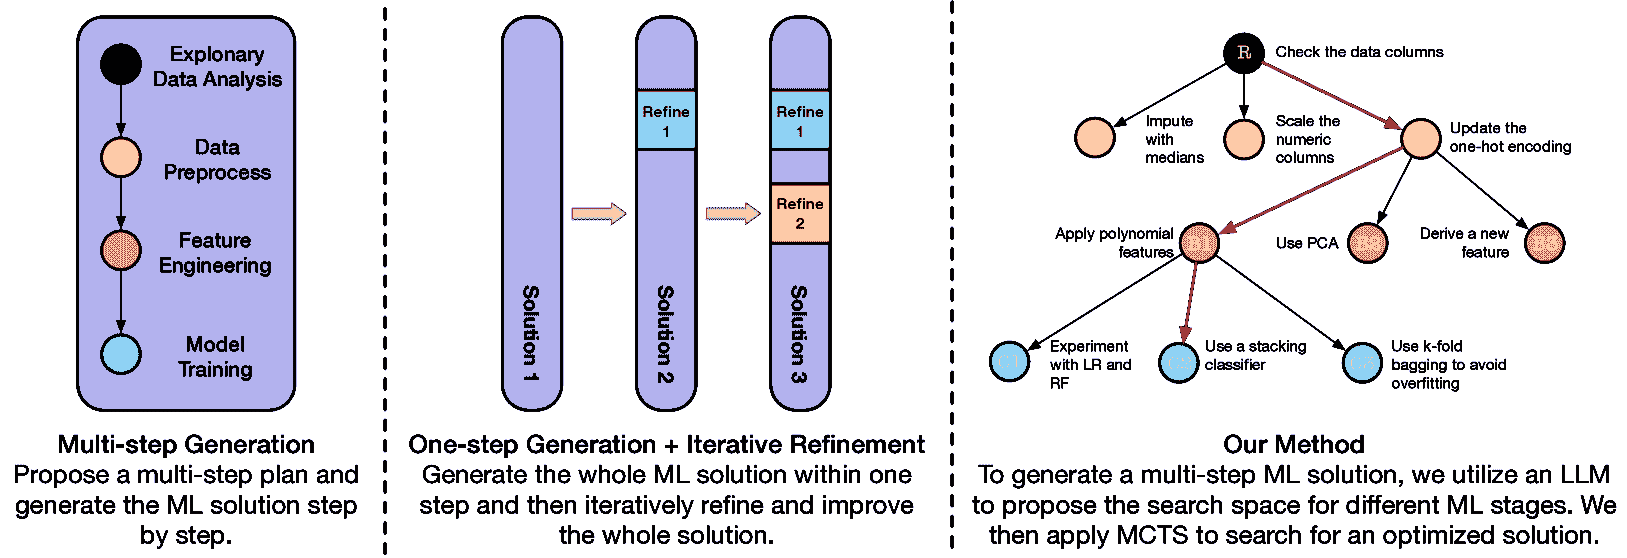 Explonary
Data Analysis
Data
Preprocess
Feature
Engineering
Model
Training
Multi-step Generation
Propose a multi-step plan and
generate the ML solution step
by step.
Solution 1
Refine
1
Solution 2
Refine
1
Refine
2
Solution 3
One-step Generation + Iterative Refinement
Generate the whole ML solution within one
step and then iteratively refine and improve
the whole solution.
R
Check the data columns
Impute
with
medians
Scale the
numeric
columns
Update the
one-hot encoding
Apply polynomial
features
Use PCA
Derive a new
feature
Experiment
with LR and
RF
Use a stacking
classifier
Use k-fold
bagging to avoid
overfitting
Our Method
To generate a multi-step ML solution, we utilize an LLM
to propose the search space for different ML stages. We
then apply MCTS to search for an optimized solution.